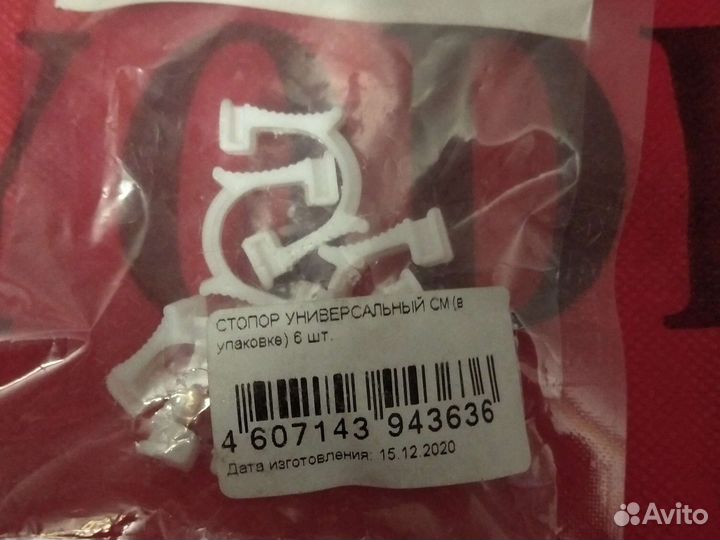 СТОПОР УНИВЕРСАЛЬНЫЙ СМ (в
упаковке) 6 шт.
4 607143 943636
Дата изготовления: 15.12.2020
Avito